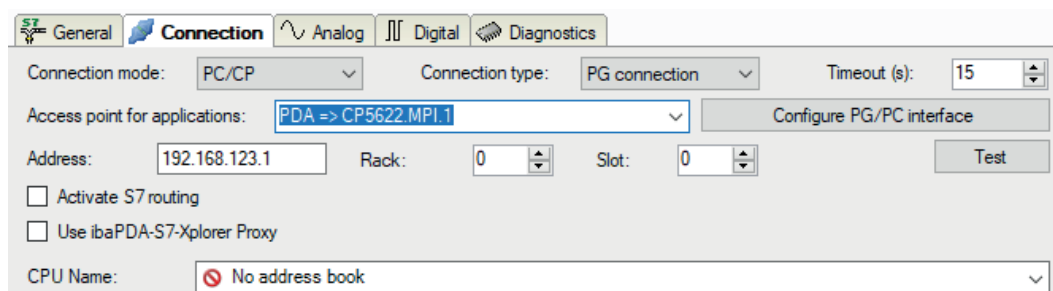 S7 General Connection Analog Digital Diagnostics
Connection mode: PC/CP Connection type: PG connection Timeout (s): 15
Access point for applications: PDA => CP5622.MPI.1 Configure PG/PC interface
Address: 192.168.123.1 Rack: 0 Slot: 0 Test
Activate S7 routing
Use ibaPDA-S7-Xplorer Proxy
CPU Name: No address book